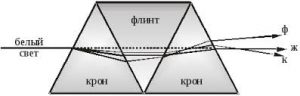 флинт
ф
белый
свет
ж
к
крон
крон